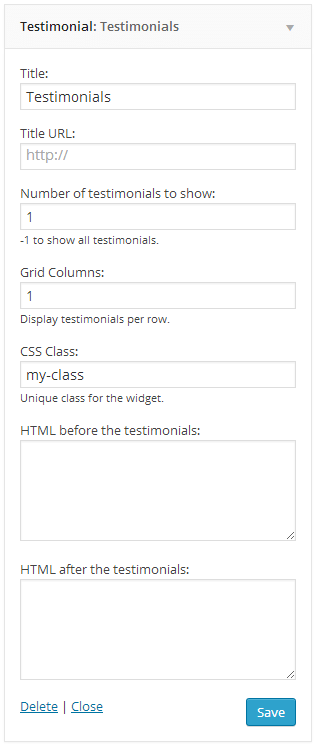 Testimonial: Testimonials
Title:
Testimonials
Title URL:
http://
Number of testimonials to show:
1
-1 to show all testimonials.
Grid Columns:
1
Display testimonials per row.
CSS Class:
my-class
Unique class for the widget.
HTML before the testimonials:
HTML after the testimonials:
Delete | Close
Save